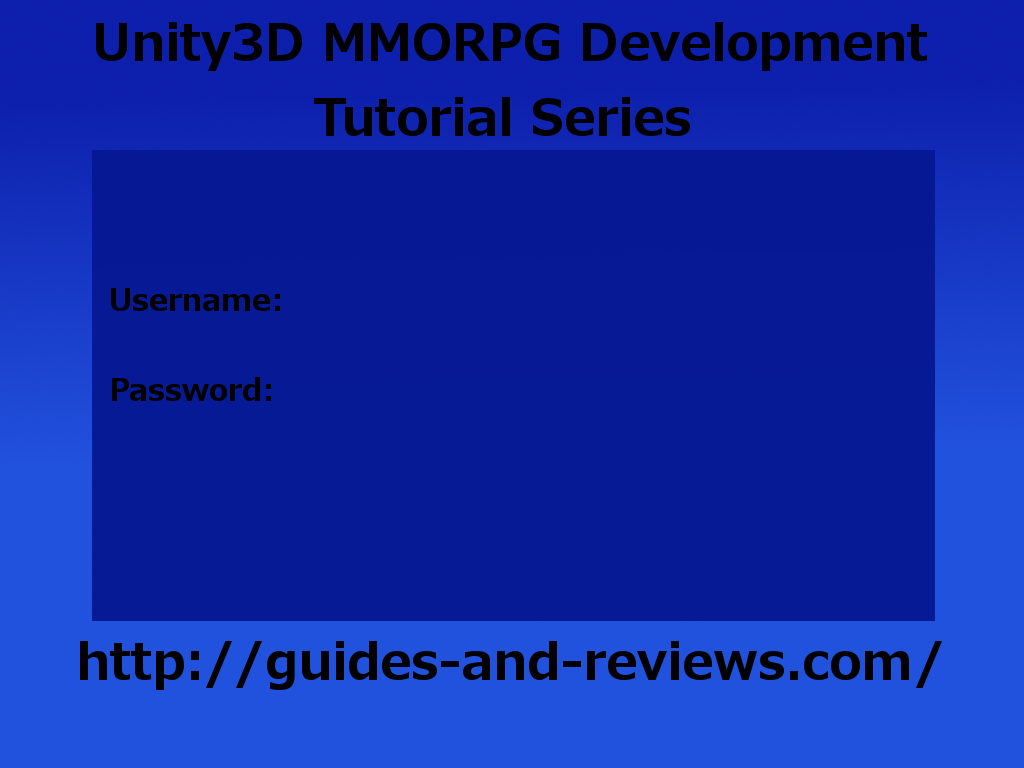 Unity3D MMORPG Development
Tutorial Series
Username:
Password:
http://guides-and-reviews.com/